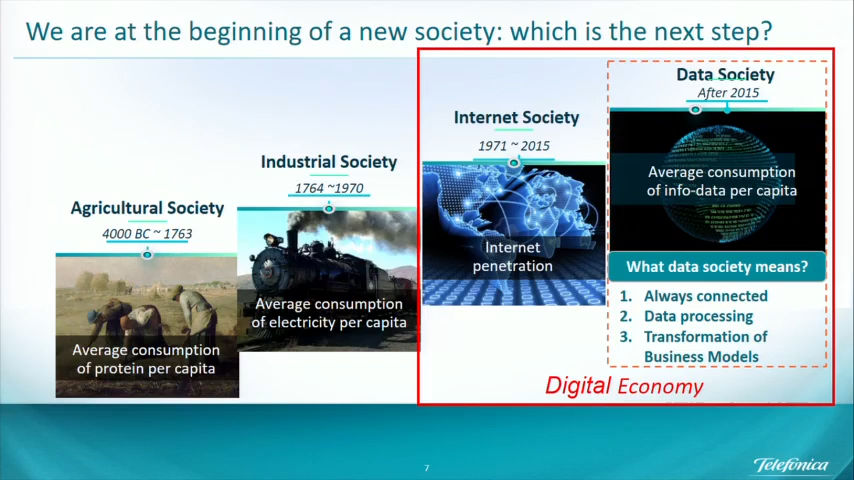 We are at the beginning of a new society: which is the next step?
Agricultural Society
4000 BC ~ 1763
Average consumption
of protein per capita
Industrial Society
1764 ~1970
Average consumption
of electricity per capita
Internet Society
1971 ~ 2015
Internet
penetration
Data Society
After 2015
Average consumption
of info-data per capita
What data society means?
1. Always connected
2. Data processing
3. Transformation of
Business Models
Digital Economy
7
Telefónica